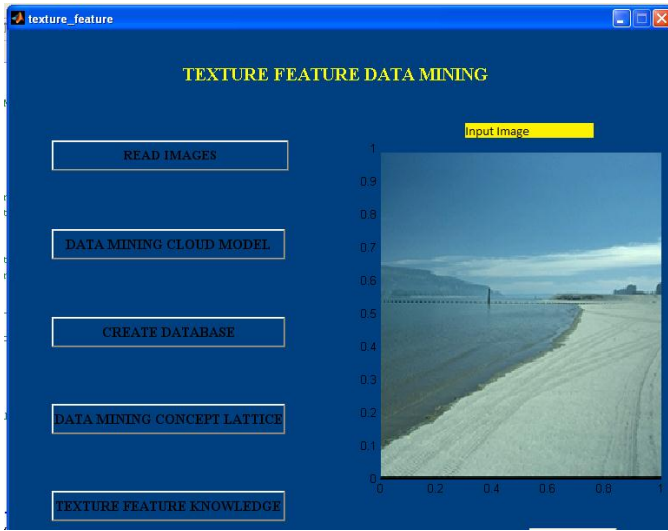 texture_feature
TEXTURE FEATURE DATA MINING
Input Image
READ IMAGES
DATA MINING CLOUD MODEL
CREATE DATABASE
DATA MINING CONCEPT LATTICE
TEXTURE FEATURE KNOWLEDGE
1
0.9
0.8
0.7
0.6
0.5
0.4
0.3
0.2
0.1
0
0 0.2 0.4 0.6 0.8 1